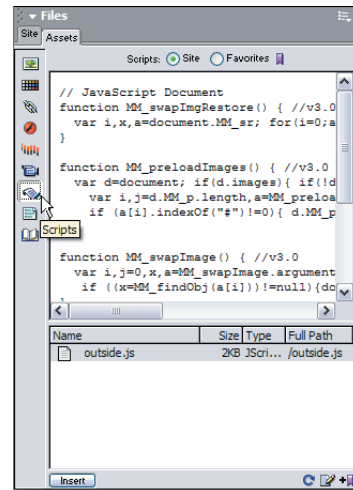 Files
Site Assets
Scripts: Site Favorites
// JavaScript Document
function MM_swapImgRestore() { //v3.0
var i,x,a=document.MM_sr; for(i=0;a
}
function MM_preloadImages() { //v3.0
var d=document; if(d.images){ if(!d
var i,j=d.MM_p.length,a=MM_preloa
if (a[i].indexOf("#")!=0){ d.MM_p
Scripts
function MM_swapImage() { //v3.0
var i,j=0,x,a=MM_swapImage.argument
if ((x=MM_findObj(a[i]))!=null){do
Name Size Type Full Path
outside.js 2KB JScri... /outside.js
Insert